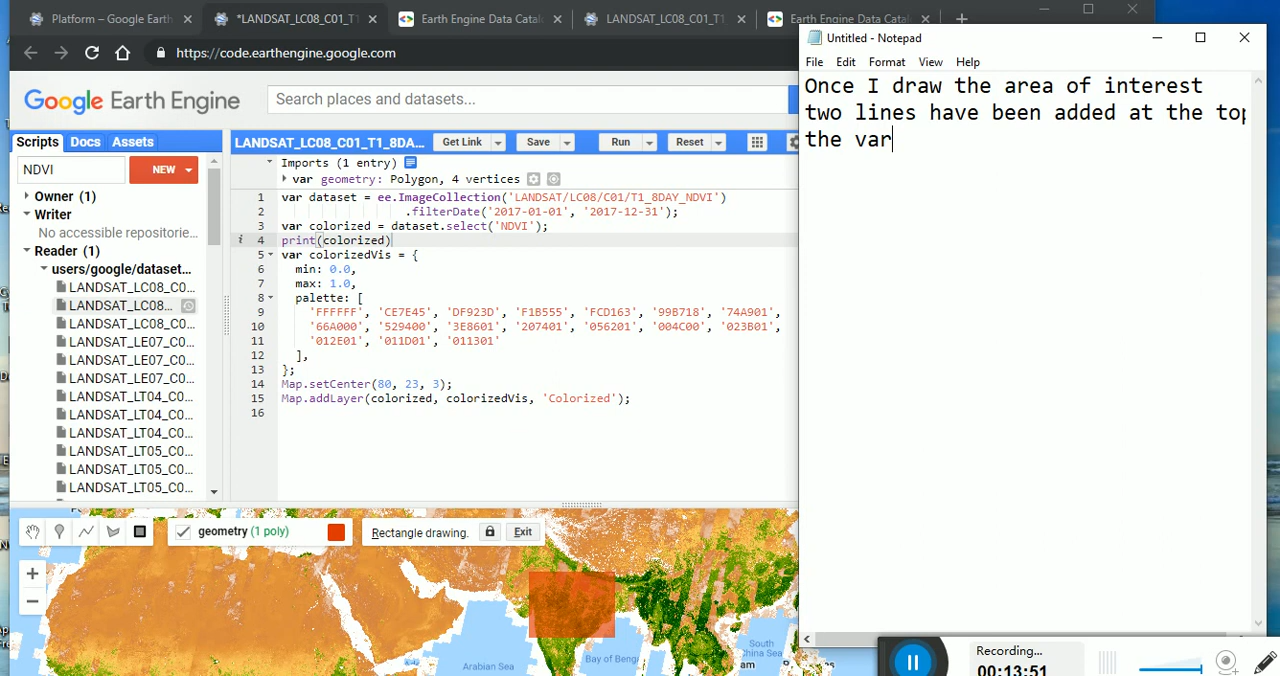 Platform – Google Earth
*LANDSAT_LC08_C01_T1
Earth Engine Data Catal
LANDSAT_LC08_C01_T1
Earth Engine Data Catal
https://code.earthengine.google.com
Google Earth Engine
Search places and datasets...
Scripts Docs Assets
NDVI
NEW
Owner (1)
Writer
No accessible repositorie...
Reader (1)
users/google/dataset...
LANDSAT_LC08_C0...
LANDSAT_LC08...
LANDSAT_LC08_C0...
LANDSAT_LE07_C0...
LANDSAT_LE07_C0...
LANDSAT_LE07_C0...
LANDSAT_LT04_C0...
LANDSAT_LT04_C0...
LANDSAT_LT04_C0...
LANDSAT_LT05_C0...
LANDSAT_LT05_C0...
LANDSAT_LT05_C0...
LANDSAT_LC08_C01_T1_8DA...
Get Link Save Run Reset
Imports (1 entry)
var geometry: Polygon, 4 vertices
1 var dataset = ee.ImageCollection('LANDSAT/LC08/C01/T1_8DAY_NDVI')
2 .filterDate('2017-01-01', '2017-12-31');
3 var colorized = dataset.select('NDVI');
i 4 print(colorized)
5 var colorizedVis = {
6 min: 0.0,
7 max: 1.0,
8 palette: [
9 'FFFFFF', 'CE7E45', 'DF923D', 'F1B555', 'FCD163', '99B718', '74A901',
10 '66A000', '529400', '3E8601', '207401', '056201', '004C00', '023B01',
11 '012E01', '011D01', '011301'
12 ],
13 };
14 Map.setCenter(80, 23, 3);
15 Map.addLayer(colorized, colorizedVis, 'Colorized');
16
geometry (1 poly)
Rectangle drawing.
Exit
Arabian Sea
Bay of Beng
South
China Sea
Untitled - Notepad
File Edit Format View Help
Once I draw the area of interest
two lines have been added at the top
the var
Recording...
00:13:51